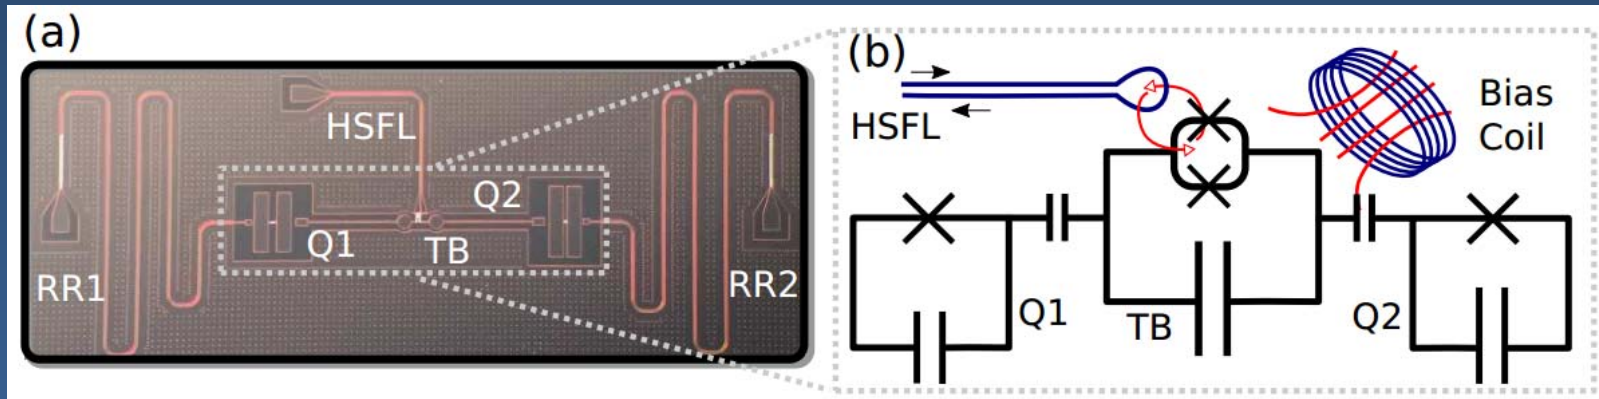 (a)
HSFL
Q2
Q1
TB
RR1
RR2
(b)
HSFL
Bias
Coil
Q1
TB
Q2